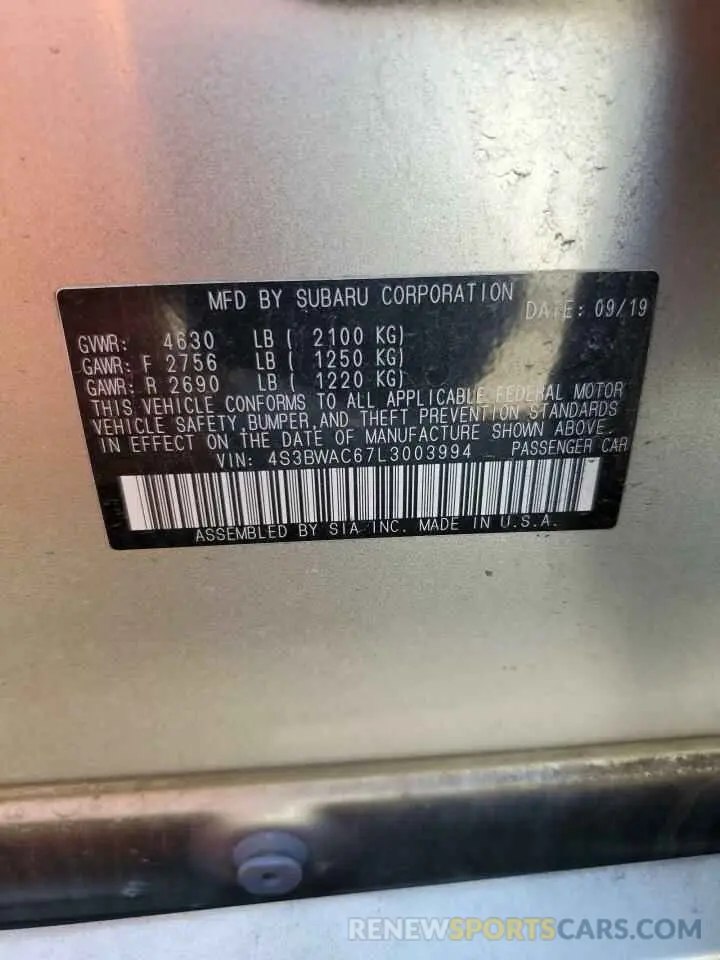 MFD BY SUBARU CORPORATION DATE: 09/19
GVWR: 4630 LB ( 2100 KG)
GAWR: F 2756 LB ( 1250 KG)
GAWR: R 2690 LB ( 1220 KG)
THIS VEHICLE CONFORMS TO ALL APPLICABLE FEDERAL MOTOR
VEHICLE SAFETY,BUMPER,AND THEFT PREVENTION STANDARDS
IN EFFECT ON THE DATE OF MANUFACTURE SHOWN ABOVE.
VIN: 4S3BWAC67L3003994 PASSENGER CAR
ASSEMBLED BY SIA INC. MADE IN U.S.A.
RENEWSPORTSCARS.COM